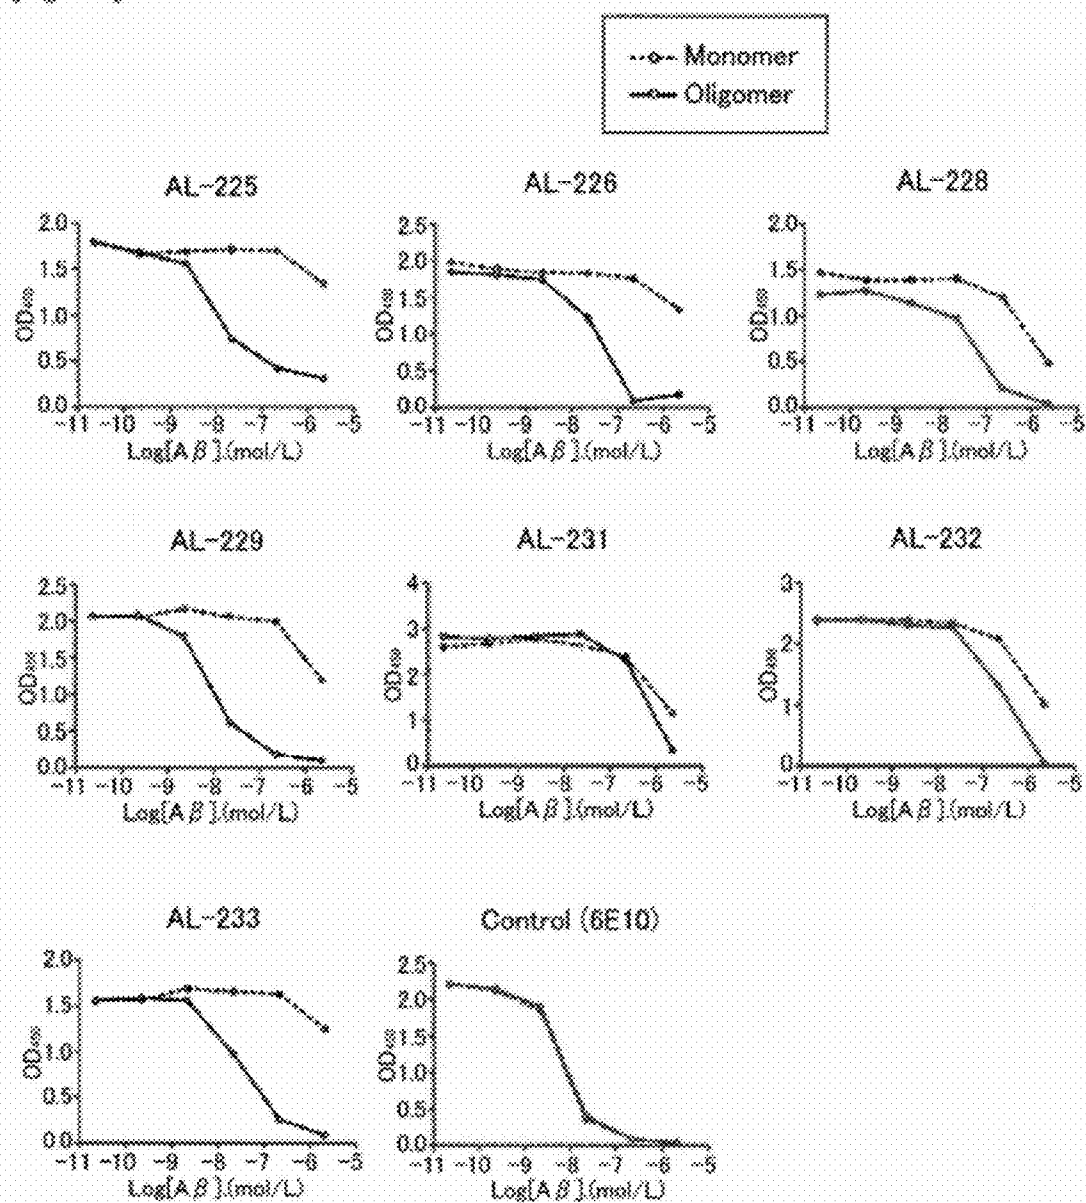 Monomer
Oligomer
AL-225 AL-226 AL-228
2.0 1.5 1.0 0.5 0.0
OD₄₅₀
-11 -10 -9 -8 -7 -6 -5
Log[Aβ].(mol/L)
2.5 2.0 1.5 1.0 0.5 0.0
OD₄₅₀
-11 -10 -9 -8 -7 -6 -5
Log[Aβ].(mol/L)
2.0 1.5 1.0 0.5 0.0
OD₄₅₀
-11 -10 -9 -8 -7 -6 -5
Log[Aβ].(mol/L)
AL-229 AL-231 AL-232
2.5 2.0 1.5 1.0 0.5 0.0
OD₄₅₀
-11 -10 -9 -8 -7 -6 -5
Log[Aβ].(mol/L)
4 3 2 1 0
OD₄₅₀
-11 -10 -9 -8 -7 -6 -5
Log[Aβ].(mol/L)
3 2 1 0
OD₄₅₀
-11 -10 -9 -8 -7 -6 -5
Log[Aβ].(mol/L)
AL-233 Control (6E10)
2.0 1.5 1.0 0.5 0.0
OD₄₅₀
-11 -10 -9 -8 -7 -6 -5
Log[Aβ].(mol/L)
2.5 2.0 1.5 1.0 0.5 0.0
OD₄₅₀
-11 -10 -9 -8 -7 -6 -5
Log[Aβ].(mol/L)